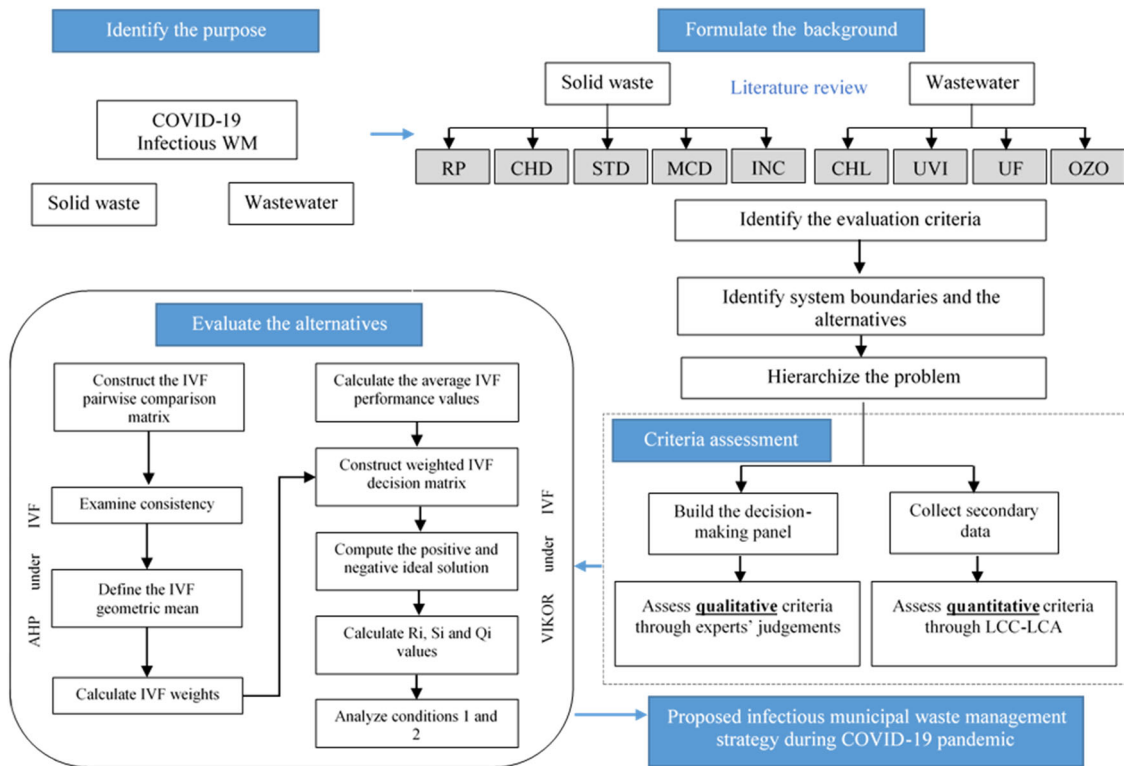 Identify the purpose
COVID-19
Infectious WM
Solid waste
Wastewater
Formulate the background
Solid waste
Literature review
Wastewater
RP
CHD
STD
MCD
INC
CHL
UVI
UF
OZO
Identify the evaluation criteria
Identify system boundaries and the
alternatives
Hierarchize the problem
Criteria assessment
Build the decision-
making panel
Collect secondary
data
Assess qualitative criteria
through experts’ judgements
Assess quantitative criteria
through LCC-LCA
Evaluate the alternatives
AHP under IVF
Construct the IVF
pairwise comparison
matrix
Examine consistency
Define the IVF
geometric mean
Calculate IVF weights
Calculate the average IVF
performance values
Construct weighted IVF
decision matrix
Compute the positive and
negative ideal solution
Calculate Ri, Si and Qi
values
Analyze conditions 1 and
2
VIKOR under IVF
Proposed infectious municipal waste management
strategy during COVID-19 pandemic